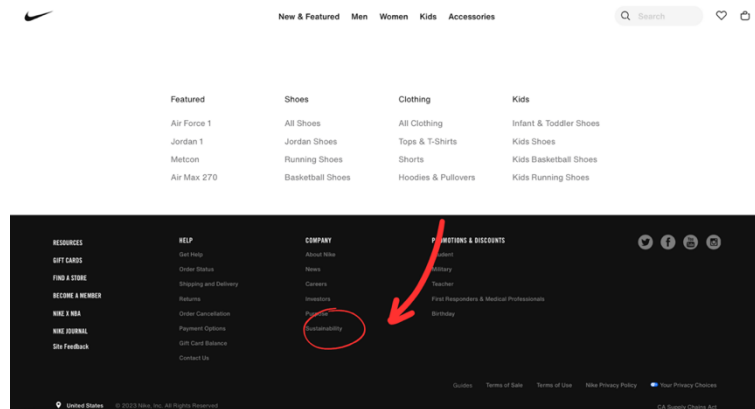 New & Featured Men Women Kids Accessories
Search
Featured
Air Force 1
Jordan 1
Metcon
Air Max 270
Shoes
All Shoes
Jordan Shoes
Running Shoes
Basketball Shoes
Clothing
All Clothing
Tops & T-Shirts
Shorts
Hoodies & Pullovers
Kids
Infant & Toddler Shoes
Kids Shoes
Kids Basketball Shoes
Kids Running Shoes
RESOURCES
GIFT CARDS
FIND A STORE
BECOME A MEMBER
NIKE X NBA
NIKE JOURNAL
Site Feedback
HELP
Get Help
Order Status
Shipping and Delivery
Returns
Order Cancellation
Payment Options
Gift Card Balance
Contact Us
COMPANY
About Nike
News
Careers
Investors
Purpose
Sustainability
PROMOTIONS & DISCOUNTS
Student
Military
Teacher
First Responders & Medical Professionals
Birthday
Guides Terms of Sale Terms of Use Nike Privacy Policy Your Privacy Choices
United States © 2023 Nike, Inc. All Rights Reserved
CA Supply Chains Act